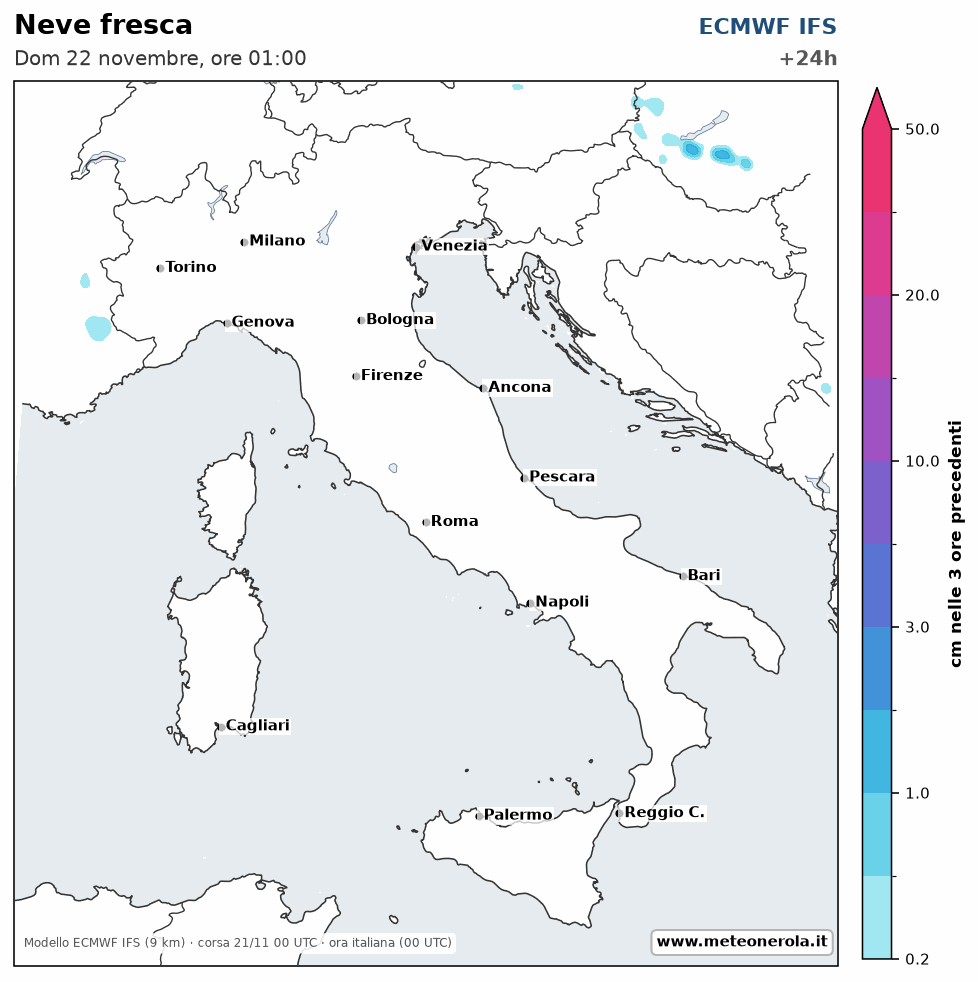 Neve fresca
ECMWF IFS
Dom 22 novembre, ore 01:00
+24h
50.0
20.0
10.0
3.0
1.0
0.2
cm nelle 3 ore precedenti
Milano
Venezia
Torino
Genova
Bologna
Firenze
Ancona
Pescara
Roma
Bari
Napoli
Cagliari
Palermo
Reggio C.
Modello ECMWF IFS (9 km) · corsa 21/11 00 UTC · ora italiana (00 UTC)
www.meteonerola.it